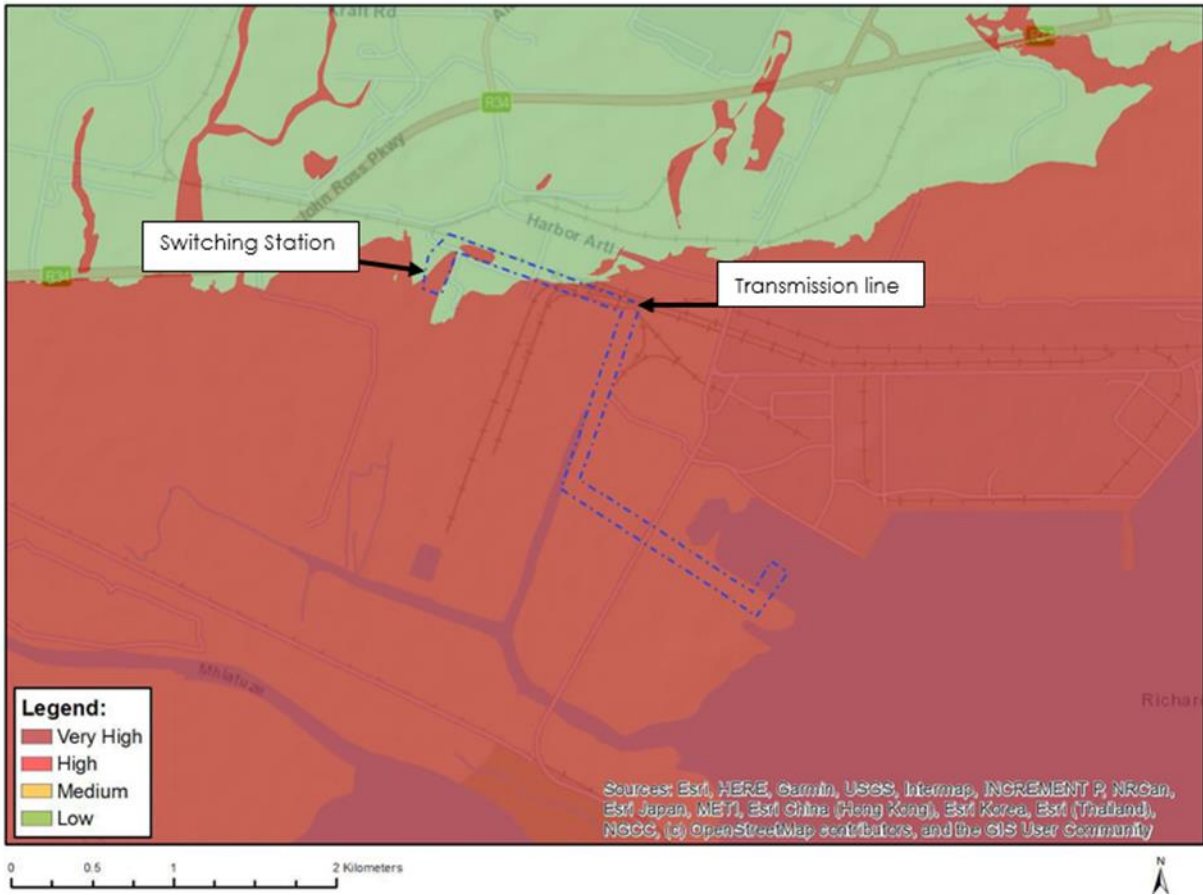 Kraft Rd
R34
John Ross Pkwy
Harbor Artl
Switching Station
R34
Transmission line
Mhlatuze
Richar
Legend:
Very High
High
Medium
Low
Sources: Esri, HERE, Garmin, USGS, Intermap, INCREMENT P, NRCan,
Esri Japan, METI, Esri China (Hong Kong), Esri Korea, Esri (Thailand),
NGCC, (c) OpenStreetMap contributors, and the GIS User Community
0 0.5 1 2 Kilometers
N